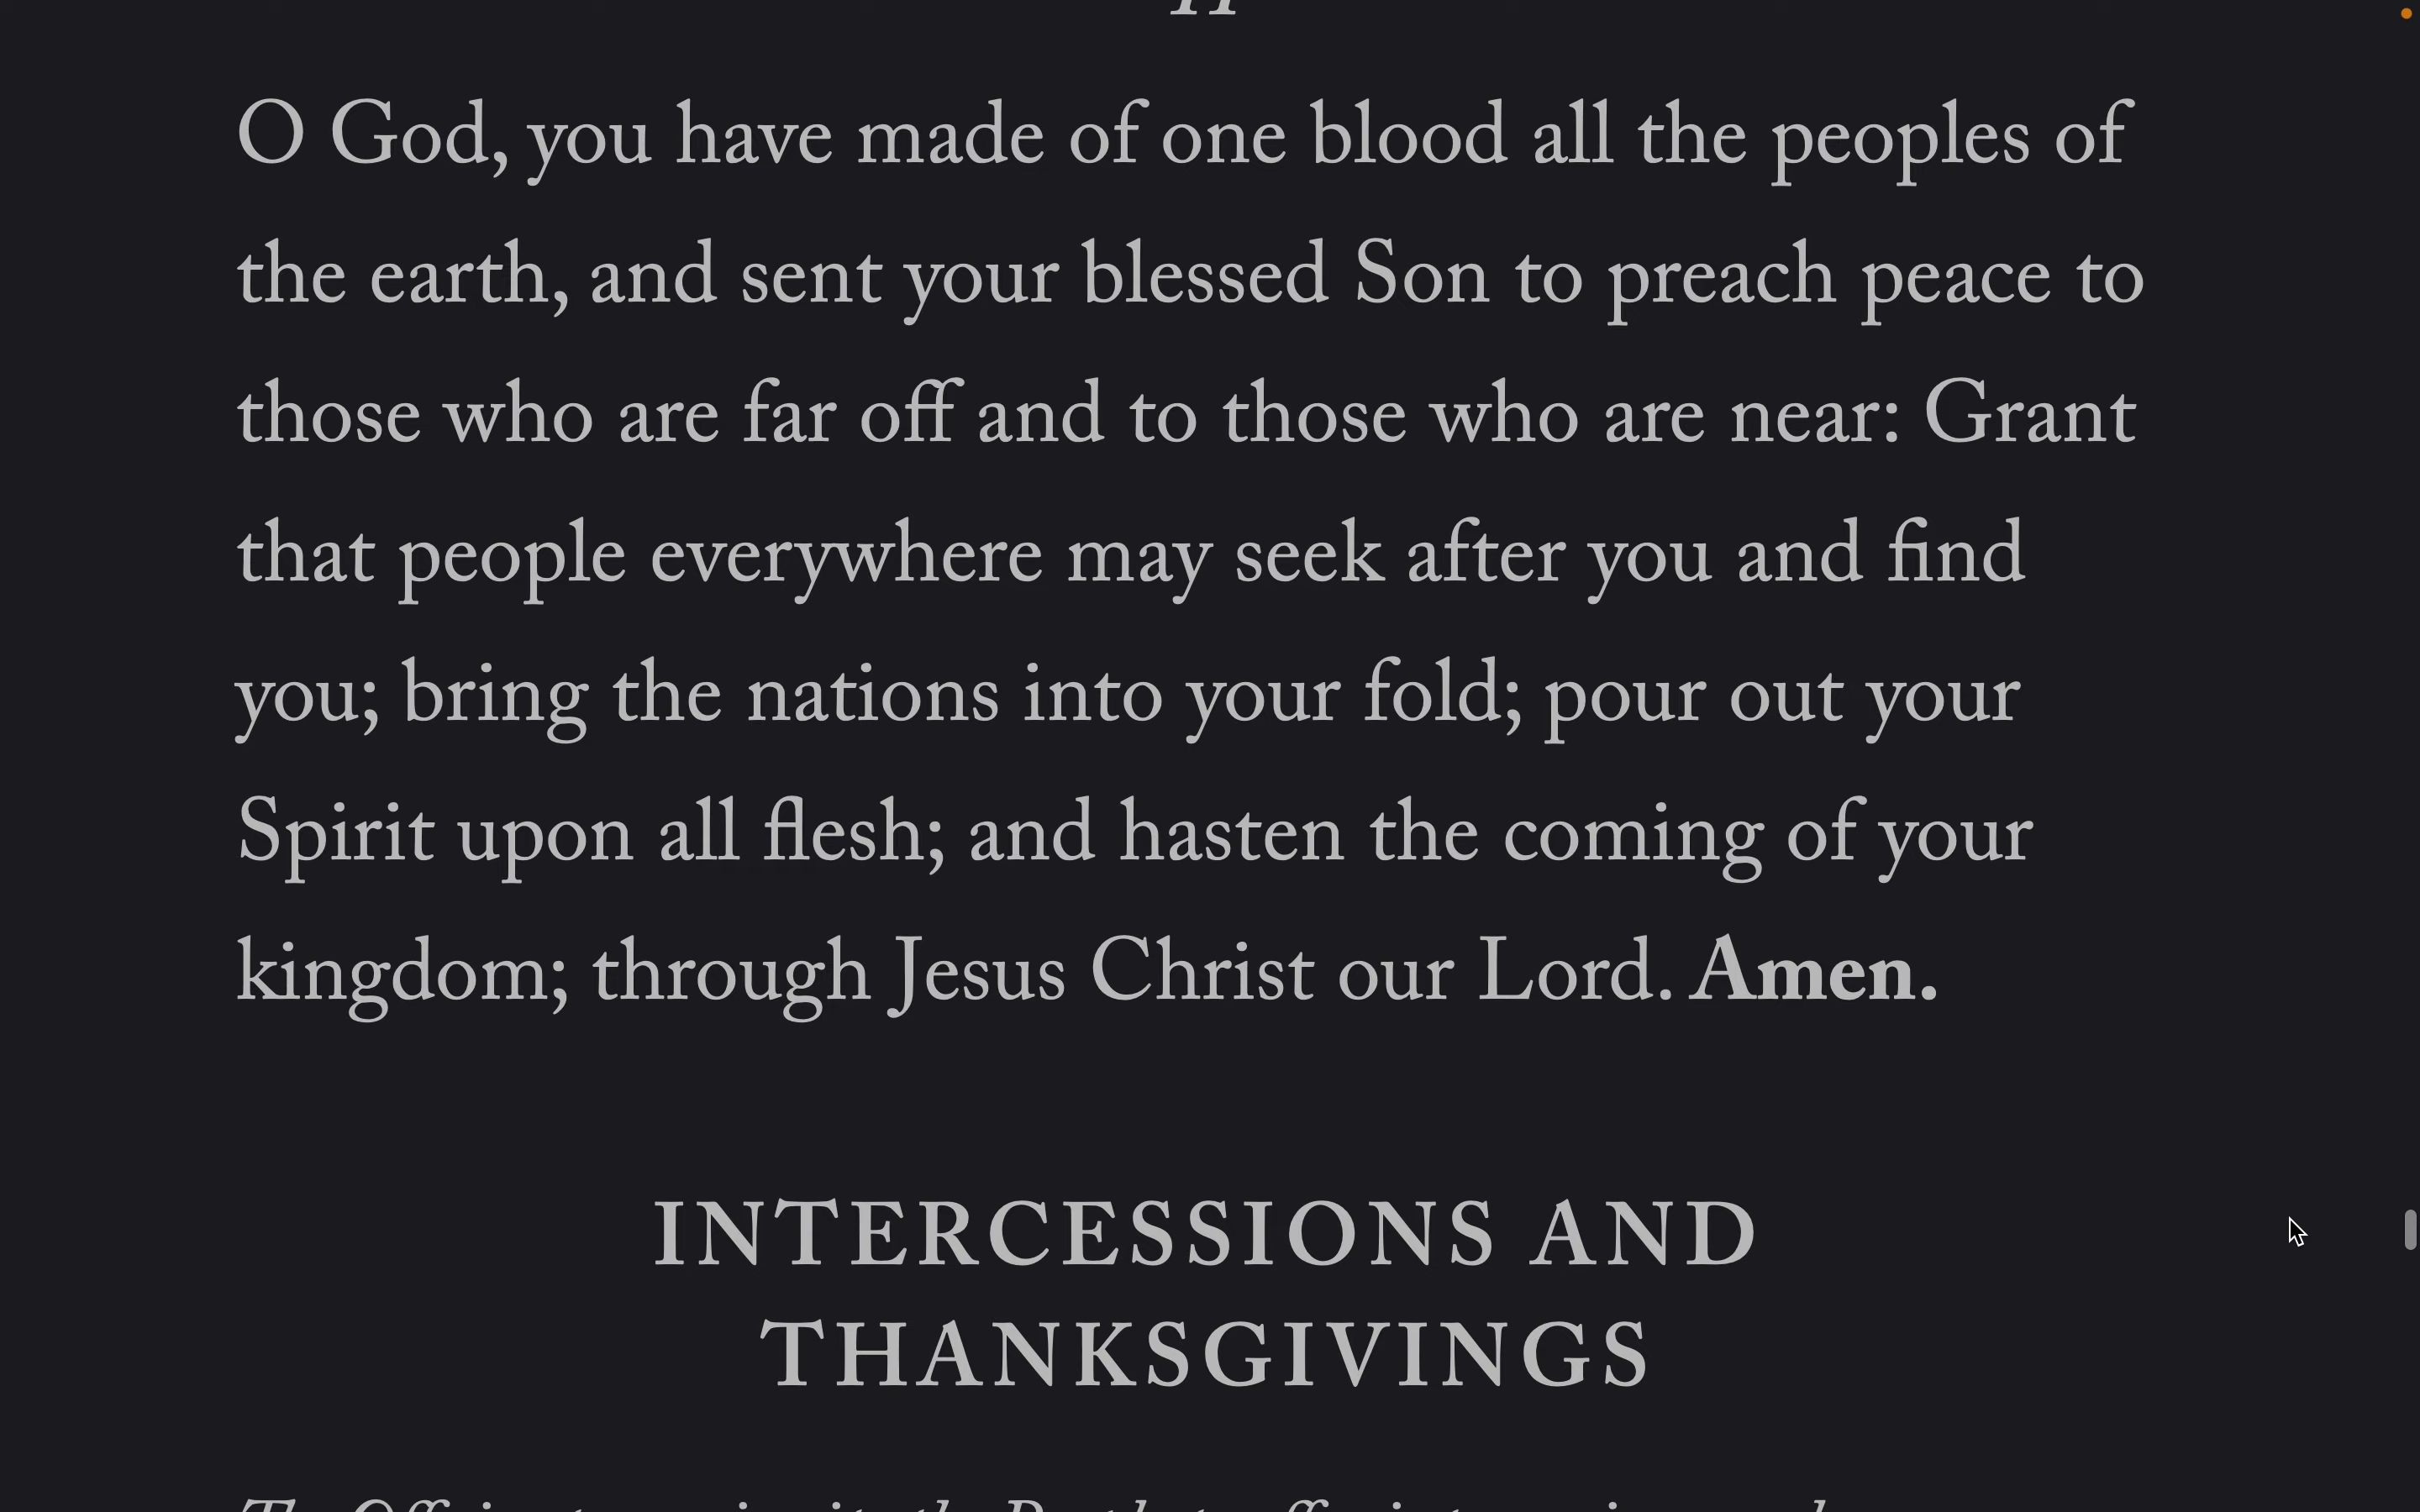 O God, you have made of one blood all the peoples of
the earth, and sent your blessed Son to preach peace to
those who are far off and to those who are near: Grant
that people everywhere may seek after you and find
you; bring the nations into your fold; pour out your
Spirit upon all flesh; and hasten the coming of your
kingdom; through Jesus Christ our Lord. Amen.
INTERCESSIONS AND
THANKSGIVINGS